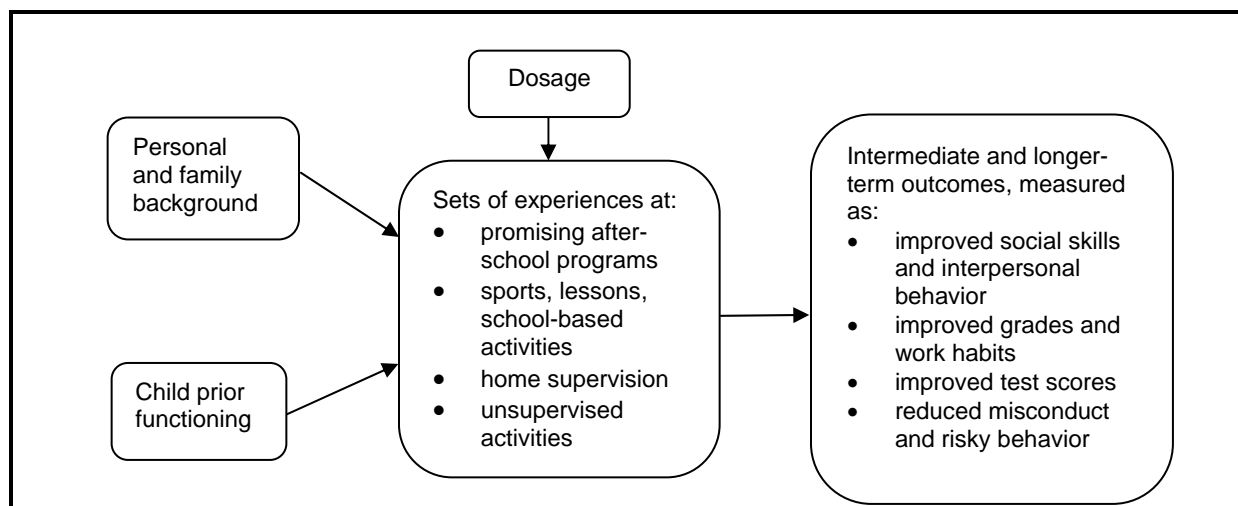 Dosage
Personal
and family
background
Child prior
functioning
Sets of experiences at:
• promising after-
school programs
• sports, lessons,
school-based
activities
• home supervision
• unsupervised
activities
Intermediate and longer-
term outcomes, measured
as:
• improved social skills
and interpersonal
behavior
• improved grades and
work habits
• improved test scores
• reduced misconduct
and risky behavior